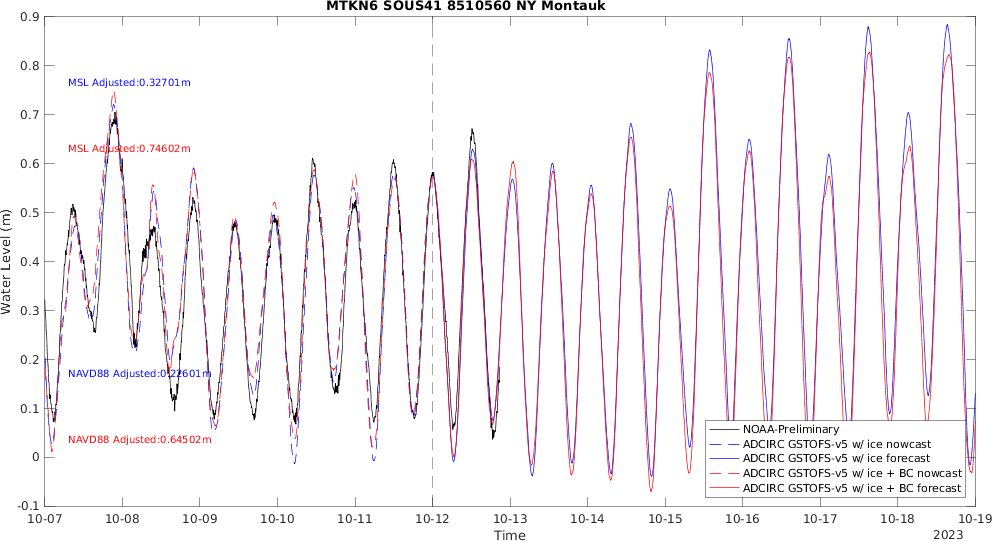 MTKN6 SOUS41 8510560 NY Montauk
0.9
0.8
0.7
0.6
0.5
0.4
0.3
0.2
0.1
0
-0.1
Water Level (m)
MSL Adjusted:0.32701m
MSL Adjusted:0.74602m
NAVD88 Adjusted:0.22601m
NAVD88 Adjusted:0.64502m
NOAA-Preliminary
ADCIRC GSTOFS-v5 w/ ice nowcast
ADCIRC GSTOFS-v5 w/ ice forecast
ADCIRC GSTOFS-v5 w/ ice + BC nowcast
ADCIRC GSTOFS-v5 w/ ice + BC forecast
10-07 10-08 10-09 10-10 10-11 10-12 10-13 10-14 10-15 10-16 10-17 10-18 10-19
Time
2023